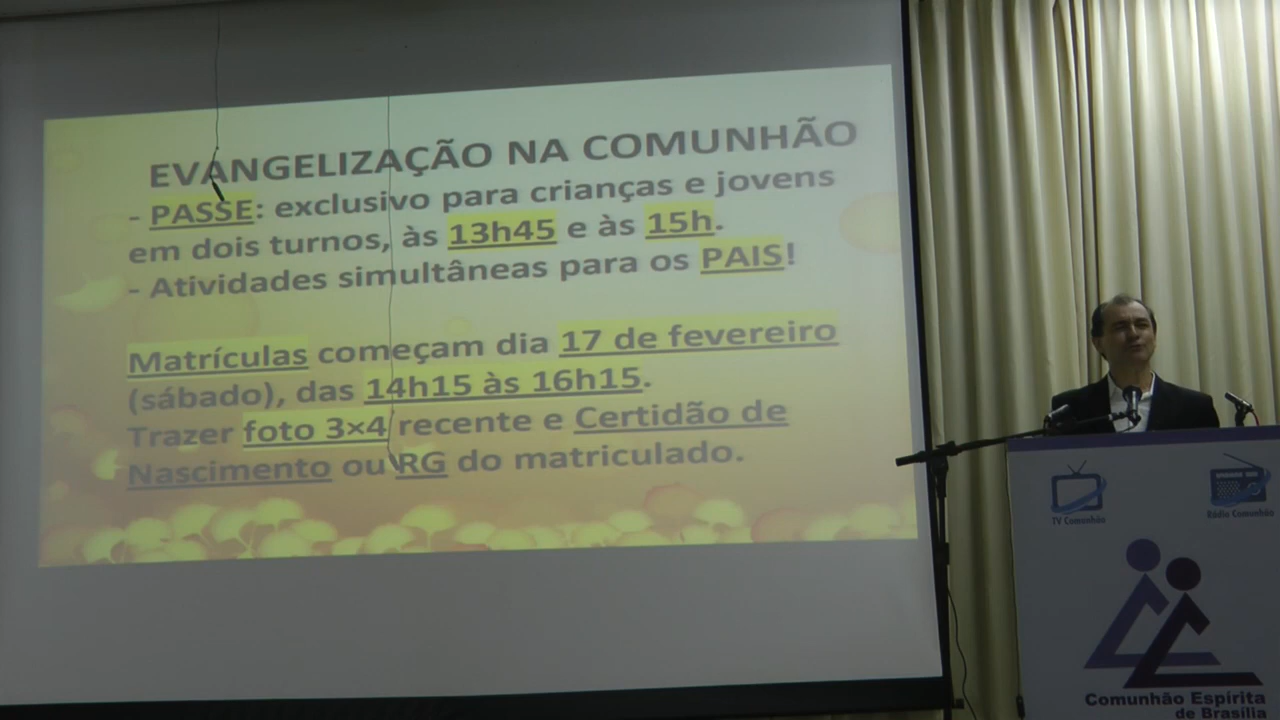 EVANGELIZAÇÃO NA COMUNHÃO
- PASSE: exclusivo para crianças e jovens
em dois turnos, às 13h45 e às 15h.
- Atividades simultâneas para os PAIS!
Matrículas começam dia 17 de fevereiro
(sábado), das 14h15 às 16h15.
Trazer foto 3×4 recente e Certidão de
Nascimento ou RG do matriculado.
TV Comunhão
Rádio Comunhão
Comunhão Espírita
de Brasília